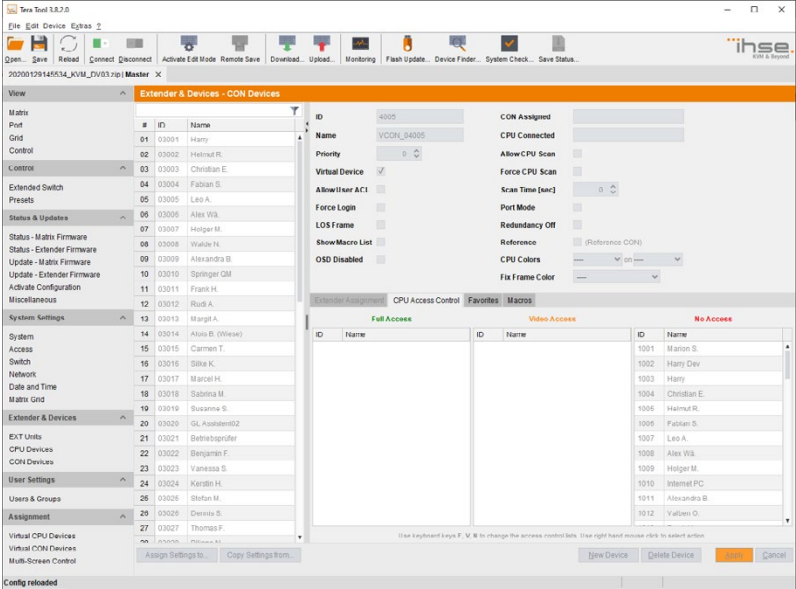 Tera Tool 3.8.2.0
File Edit Device Extras ?
Open... Save Reload Connect Disconnect Activate Edit Mode Remote Save Download... Upload... Monitoring Flash Update... Device Finder... System Check... Save Status...
ihse.
KVM & Beyond
20200129145534_KVM_DV03.zip | Master
View
Matrix
Port
Grid
Control
Control
Extended Switch
Presets
Status & Updates
Status - Matrix Firmware
Status - Extender Firmware
Update - Matrix Firmware
Update - Extender Firmware
Activate Configuration
Miscellaneous
System Settings
System
Access
Switch
Network
Date and Time
Matrix Grid
Extender & Devices
EXT Units
CPU Devices
CON Devices
User Settings
Users & Groups
Assignment
Virtual CPU Devices
Virtual CON Devices
Multi-Screen Control
Extender & Devices - CON Devices
# ID Name
01 03001 Harry
02 03002 Helmut R.
03 03003 Christian E.
04 03004 Fabian S.
05 03005 Leo A.
06 03006 Alex Wä.
07 03007 Holger M.
08 03008 Walde N.
09 03009 Alexandra B.
10 03010 Springer QM
11 03011 Frank H.
12 03012 Rudi A.
13 03013 Margit A.
14 03014 Alois B. (Wiese)
15 03015 Carmen T.
16 03016 Silke K.
17 03017 Marcel H.
18 03018 Sabrina M.
19 03019 Susanne S.
20 03020 GL Assistent02
21 03021 Betriebsprüfer
22 03022 Benjamin F.
23 03023 Vanessa S.
24 03024 Kerstin H.
25 03025 Stefan M.
26 03026 Dennis S.
27 03027 Thomas F.
Assign Settings to... Copy Settings from...
ID 4005
Name VCON_04005
Priority 0
Virtual Device
Allow User ACL
Force Login
LOS Frame
Show Macro List
OSD Disabled
CON Assigned
CPU Connected
Allow CPU Scan
Force CPU Scan
Scan Time [sec] 0
Port Mode
Redundancy Off
Reference (Reference CON)
CPU Colors ---- on ----
Fix Frame Color ----
Extender Assignment CPU Access Control Favorites Macros
Full Access Video Access No Access
ID Name ID Name ID Name
1001 Marion S.
1002 Harry Dev
1003 Harry
1004 Christian E.
1005 Helmut R.
1006 Fabian S.
1007 Leo A.
1008 Alex Wä.
1009 Holger M.
1010 Internet PC
1011 Alexandra B.
1012 Valben O.
Use keyboard keys F, V, N to change the access control lists. Use right hand mouse click to select action.
New Device Delete Device Apply Cancel
Config reloaded